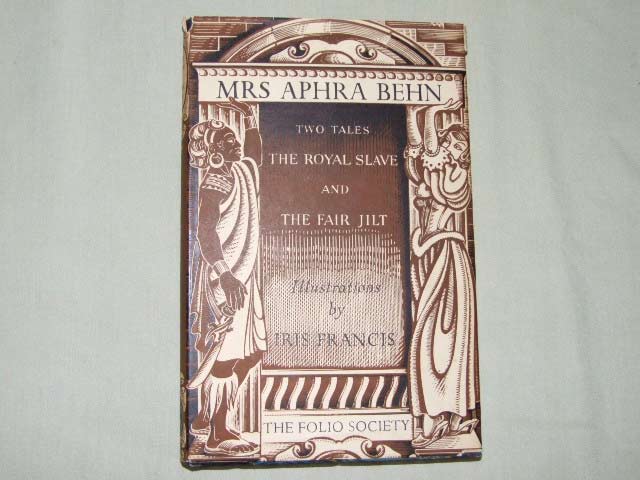 MRS APHRA BEHN
TWO TALES
THE ROYAL SLAVE
AND
THE FAIR JILT
Illustrations
by
IRIS FRANCIS
THE FOLIO SOCIETY